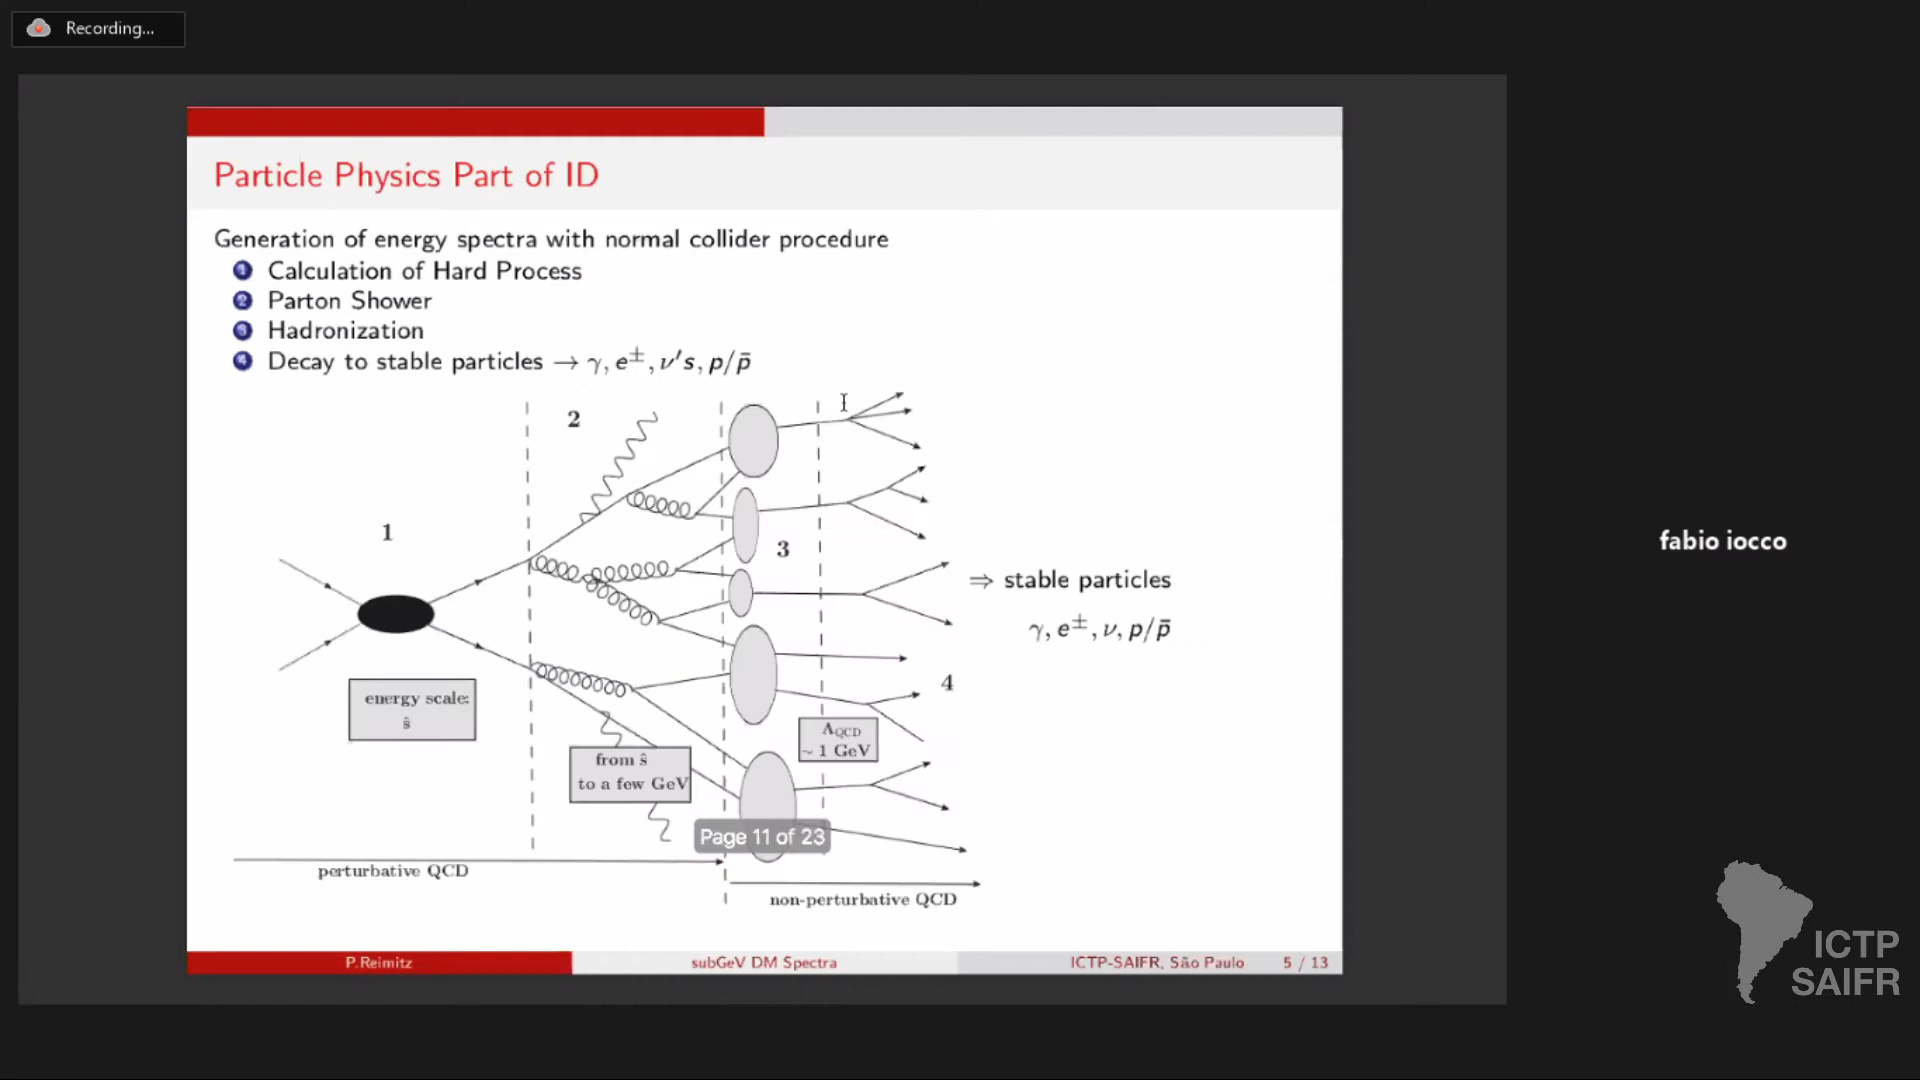 Recording...
Particle Physics Part of ID
Generation of energy spectra with normal collider procedure
1 Calculation of Hard Process
2 Parton Shower
3 Hadronization
4 Decay to stable particles → γ, e±, ν's, p/p̄
2
1
3
⇒ stable particles
γ, e±, ν, p/p̄
4
energy scale:
ŝ
Λ_QCD
~ 1 GeV
from ŝ
to a few GeV
Page 11 of 23
perturbative QCD
non-perturbative QCD
P.Reimitz
subGeV DM Spectra
ICTP-SAIFR, São Paulo
5 / 13
fabio iocco
ICTP
SAIFR